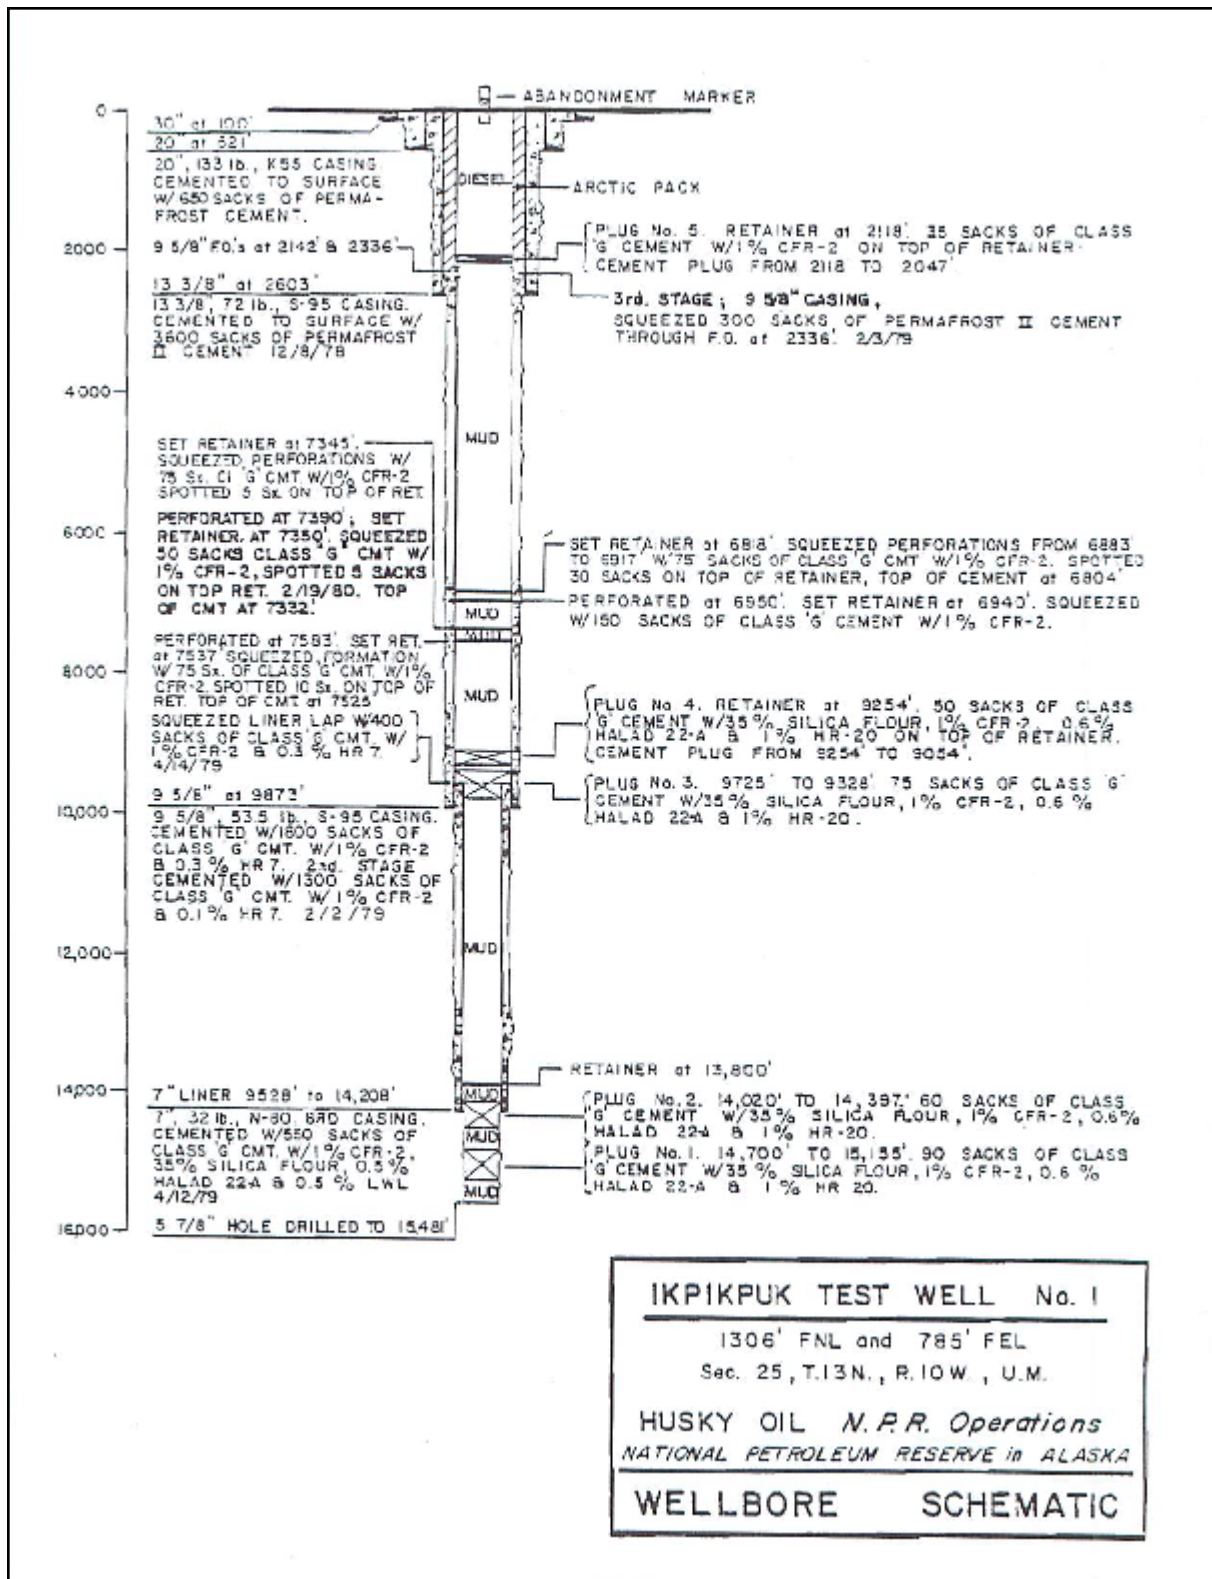 ABANDONMENT MARKER
0
30" at 100'
20" at 521'
20", 133 lb., K55 CASING.
CEMENTED TO SURFACE
W/650 SACKS OF PERMA-
FROST CEMENT.
DIESEL
ARCTIC PACK
2000
9 5/8" F.O.'s at 2142' & 2336'
PLUG No. 5. RETAINER at 2118'. 35 SACKS OF CLASS
'G' CEMENT W/1% CFR-2 ON TOP OF RETAINER-
CEMENT PLUG FROM 2118 TO 2047'.
13 3/8" at 2603'
13 3/8", 72 lb., S-95 CASING.
CEMENTED TO SURFACE W/
3600 SACKS OF PERMAFROST
II CEMENT 12/8/78
3rd. STAGE; 9 5/8" CASING,
SQUEEZED 300 SACKS OF PERMAFROST II CEMENT
THROUGH F.O. at 2336'. 2/3/79
4000
MUD
SET RETAINER at 7345'.
SQUEEZED PERFORATIONS W/
75 Sx. Cl 'G' CMT. W/1% CFR-2
SPOTTED 5 Sx. ON TOP OF RET.
PERFORATED AT 7390'; SET
RETAINER. AT 7350'. SQUEEZED
50 SACKS CLASS "G" CMT W/
1% CFR-2, SPOTTED 5 SACKS
ON TOP RET. 2/19/80. TOP
OF CMT AT 7332'.
6000
SET RETAINER at 6818'. SQUEEZED PERFORATIONS FROM 6883'
TO 6917' W/75 SACKS OF CLASS 'G' CMT W/1% CFR-2. SPOTTED
30 SACKS ON TOP OF RETAINER, TOP OF CEMENT at 6804'
PERFORATED at 6950'. SET RETAINER at 6940'. SQUEEZED
W/150 SACKS OF CLASS 'G' CEMENT W/1% CFR-2.
MUD
MUD
PERFORATED at 7583'. SET RET.
at 7537' SQUEEZED FORMATION
W/75 Sx. OF CLASS 'G' CMT. W/1%
CFR-2. SPOTTED 10 Sx. ON TOP OF
RET. TOP OF CMT at 7525'
8000
MUD
SQUEEZED LINER LAP W/400
SACKS OF CLASS 'G' CMT. W/
1% CFR-2 & 0.3% HR 7.
4/14/79
PLUG No. 4. RETAINER at 9254'. 50 SACKS OF CLASS
'G' CEMENT W/35% SILICA FLOUR, 1% CFR-2, 0.6%
HALAD 22-A & 1% HR-20 ON TOP OF RETAINER.
CEMENT PLUG FROM 9254' TO 9054'.
PLUG No. 3. 9725' TO 9328' 75 SACKS OF CLASS 'G'
CEMENT W/35% SILICA FLOUR, 1% CFR-2, 0.6%
HALAD 22-A & 1% HR-20.
9 5/8" at 9873'
10,000
9 5/8", 53.5 lb., S-95 CASING.
CEMENTED W/1800 SACKS OF
CLASS 'G' CMT. W/1% CFR-2
& 0.3% HR 7. 2nd. STAGE
CEMENTED W/1300 SACKS OF
CLASS 'G' CMT. W/1% CFR-2
& 0.1% HR 7. 2/2/79
12,000
MUD
RETAINER at 13,800'
14,000
7" LINER 9528' to 14,208'
7", 32 lb., N-80, 8RD CASING.
CEMENTED W/550 SACKS OF
CLASS 'G' CMT. W/1% CFR-2,
35% SILICA FLOUR, 0.5%
HALAD 22-A & 0.5% LWL
4/12/79
MUD
PLUG No. 2. 14,020' TO 14,397'. 60 SACKS OF CLASS
'G' CEMENT W/35% SILICA FLOUR, 1% CFR-2, 0.6%
HALAD 22-A & 1% HR-20.
MUD
PLUG No. 1. 14,700' TO 15,155'. 90 SACKS OF CLASS
'G' CEMENT W/35% SILICA FLOUR, 1% CFR-2, 0.6%
HALAD 22-A & 1% HR 20.
MUD
5 7/8" HOLE DRILLED TO 15,481'
16,000
IKPIKPUK TEST WELL No. 1
1306' FNL and 785' FEL
Sec. 25, T.13N., R.10W., U.M.
HUSKY OIL N.P.R. Operations
NATIONAL PETROLEUM RESERVE in ALASKA
WELLBORE SCHEMATIC